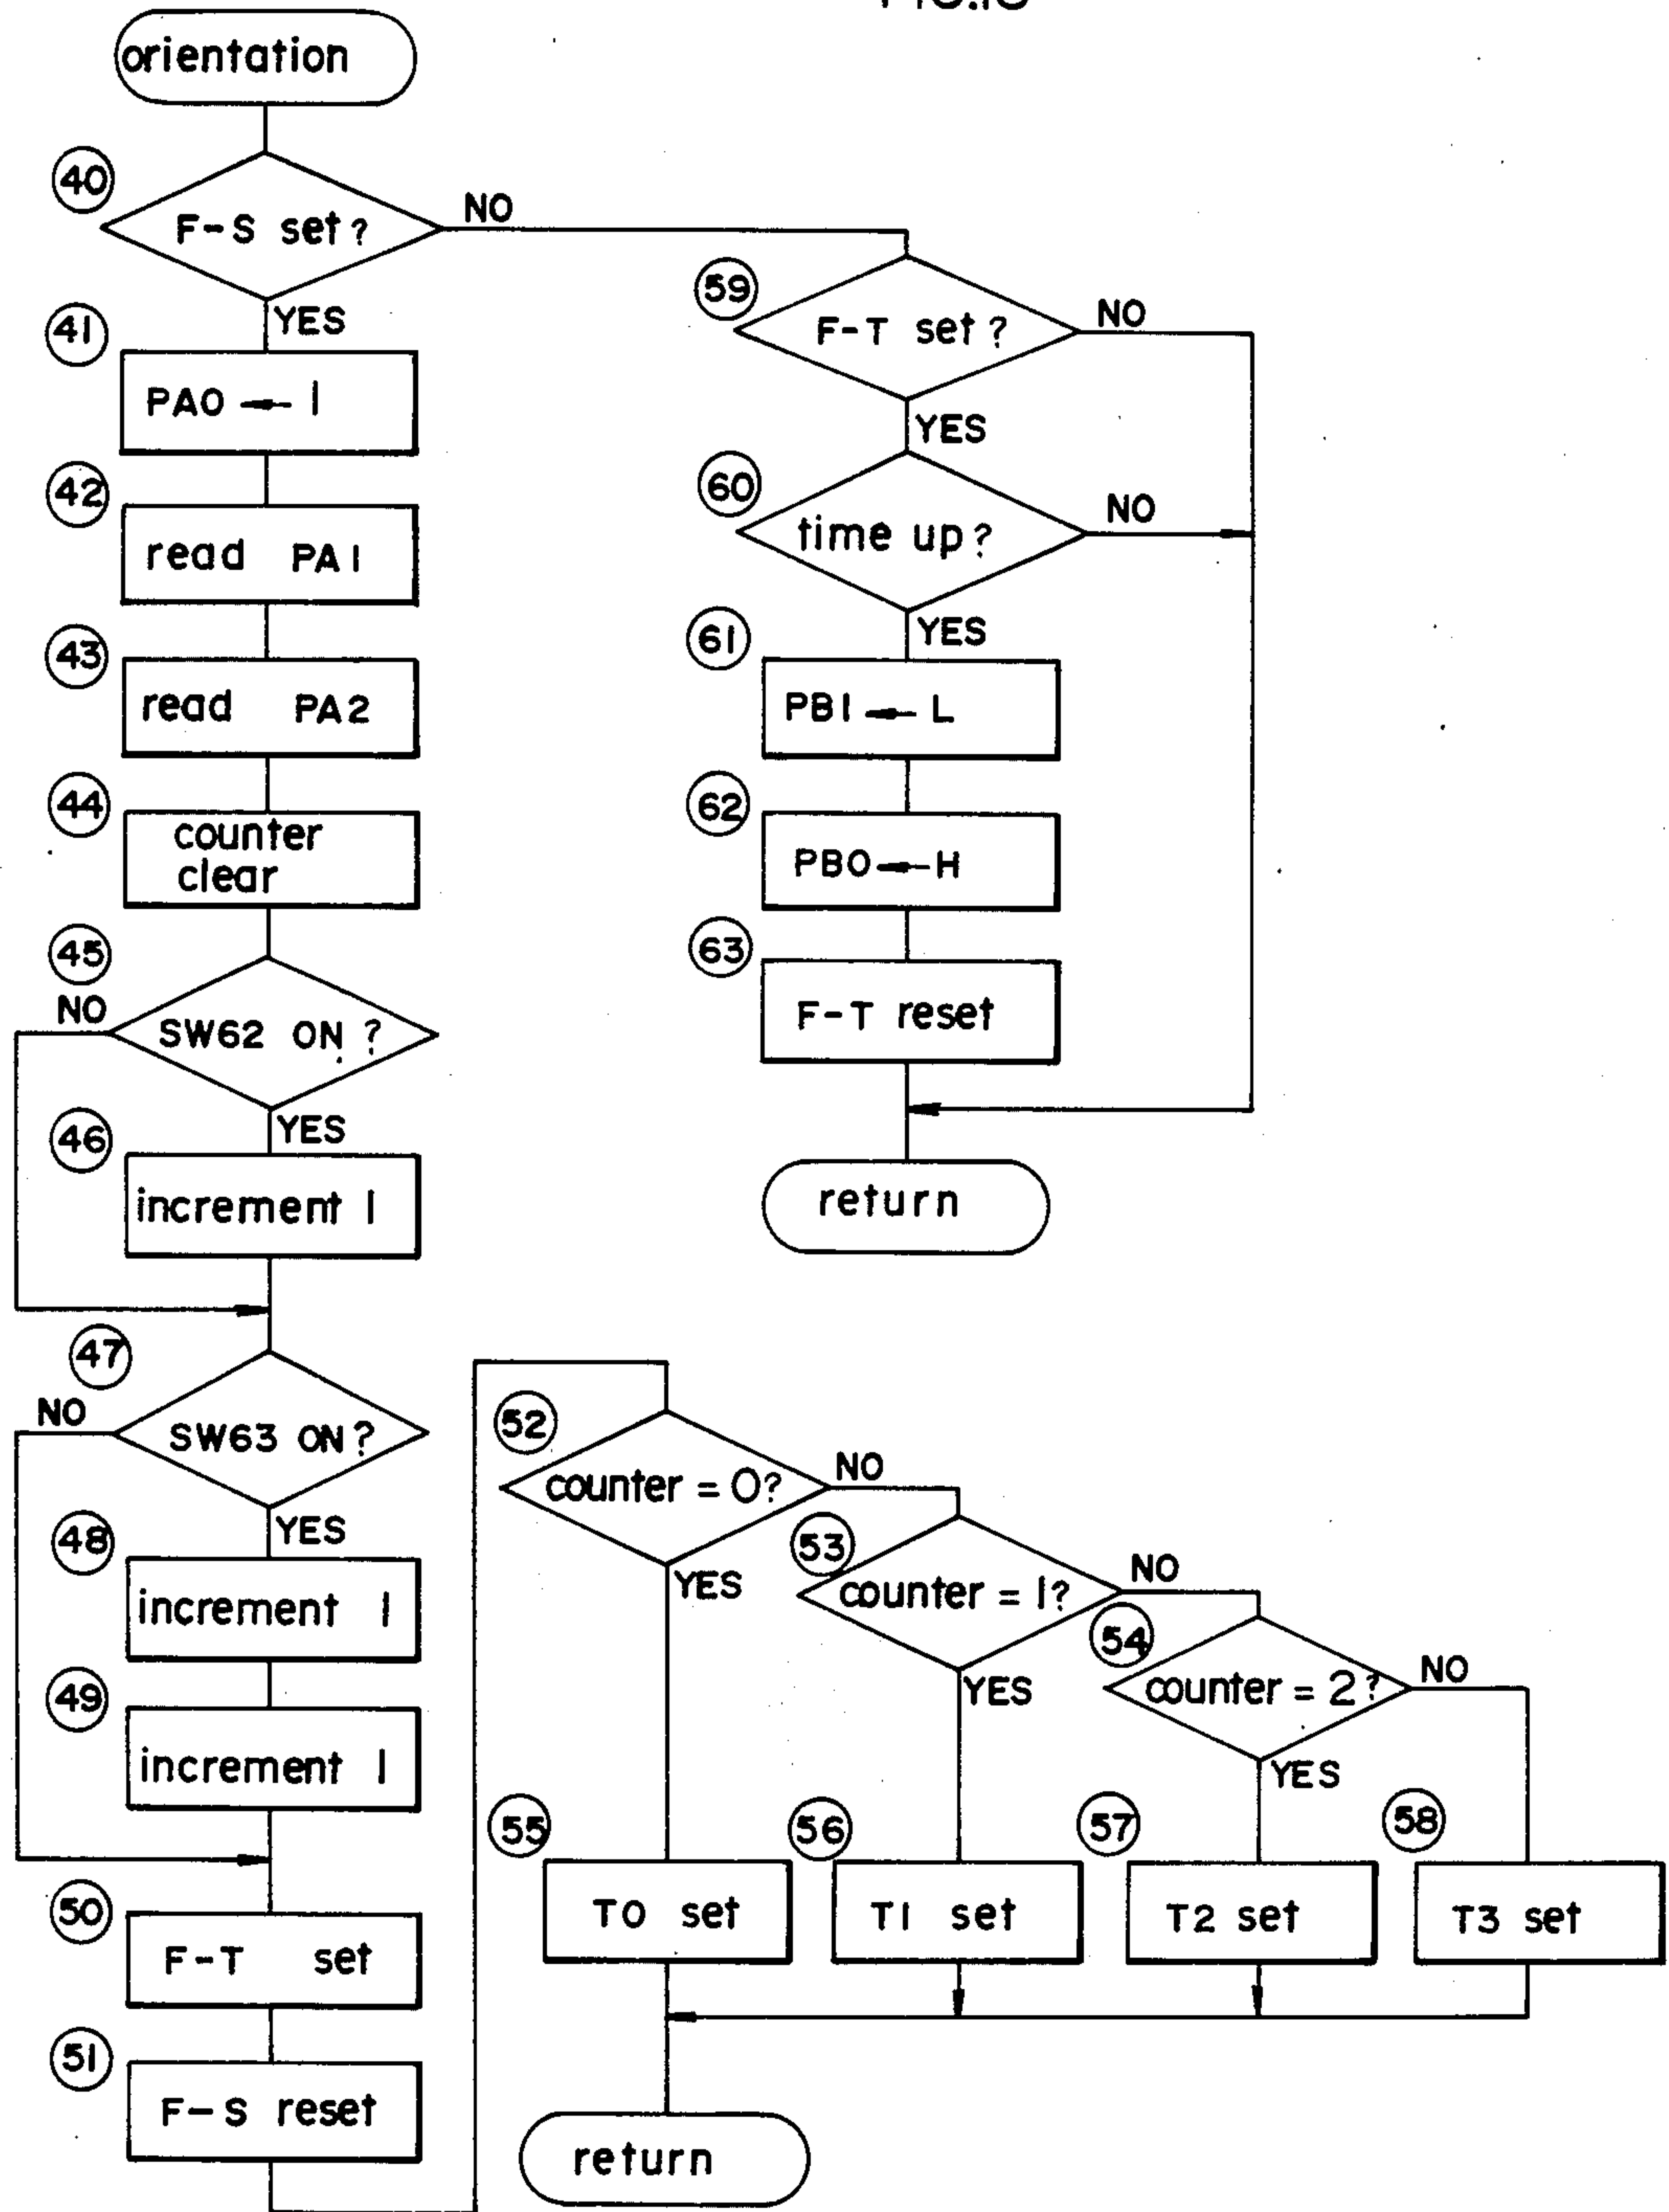 orientation
40
F-S set?
NO
YES
41
PA0 ← 1
42
read PA1
43
read PA2
44
counter
clear
45
NO
SW62 ON ?
YES
46
increment 1
47
NO
SW63 ON?
YES
48
increment 1
49
increment 1
50
F-T set
51
F-S reset
59
F-T set ?
NO
YES
60
time up?
NO
YES
61
PB1 ← L
62
PB0 ← H
63
F-T reset
return
52
counter = 0?
NO
YES
53
counter = 1?
NO
YES
54
counter = 2?
NO
YES
55
T0 set
56
T1 set
57
T2 set
58
T3 set
return